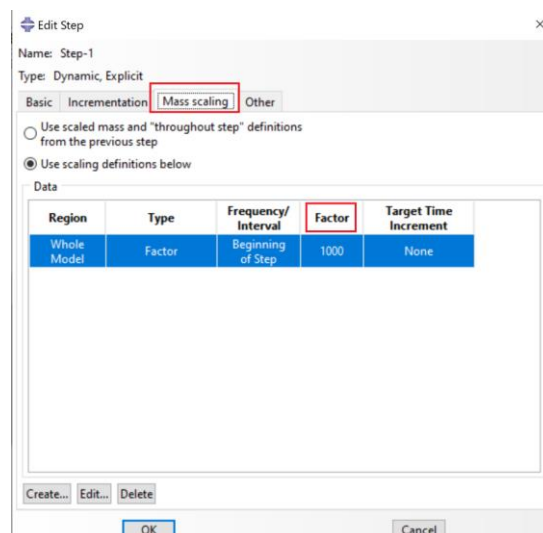 Edit Step
Name: Step-1
Type: Dynamic, Explicit
Basic Incrementation Mass scaling Other
Use scaled mass and "throughout step" definitions
from the previous step
Use scaling definitions below
Data
Region Type Frequency/ Interval Factor Target Time Increment
Whole Model Factor Beginning of Step 1000 None
Create... Edit... Delete
OK Cancel